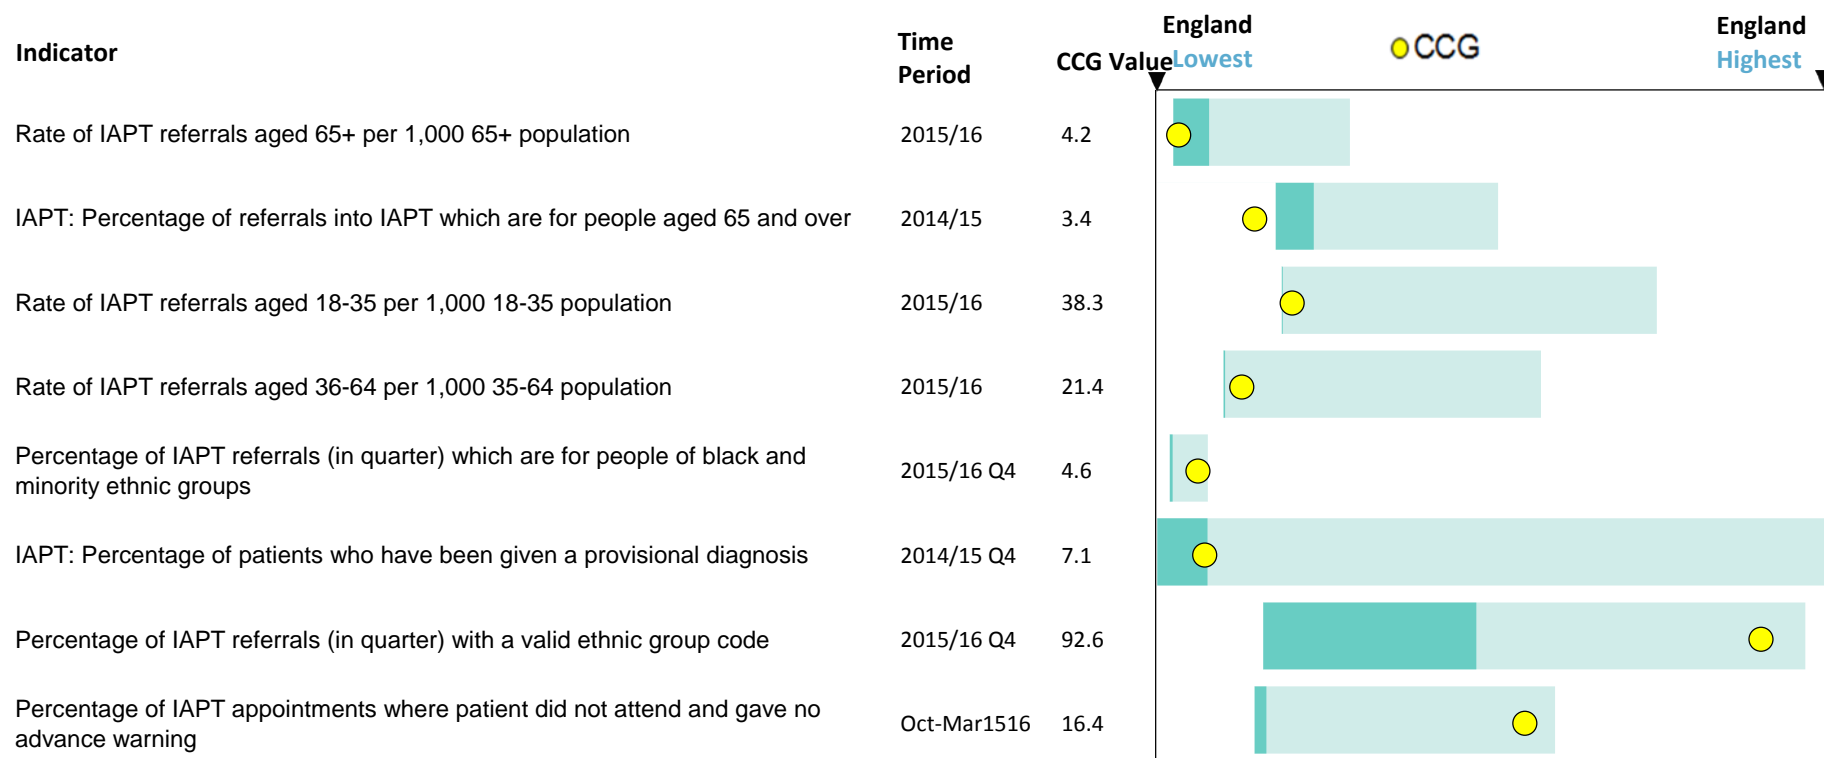 Indicator
Time
Period
CCG Value
England
Lowest
CCG
England
Highest
Rate of IAPT referrals aged 65+ per 1,000 65+ population 2015/16 4.2
IAPT: Percentage of referrals into IAPT which are for people aged 65 and over 2014/15 3.4
Rate of IAPT referrals aged 18-35 per 1,000 18-35 population 2015/16 38.3
Rate of IAPT referrals aged 36-64 per 1,000 35-64 population 2015/16 21.4
Percentage of IAPT referrals (in quarter) which are for people of black and
minority ethnic groups 2015/16 Q4 4.6
IAPT: Percentage of patients who have been given a provisional diagnosis 2014/15 Q4 7.1
Percentage of IAPT referrals (in quarter) with a valid ethnic group code 2015/16 Q4 92.6
Percentage of IAPT appointments where patient did not attend and gave no
advance warning Oct-Mar1516 16.4